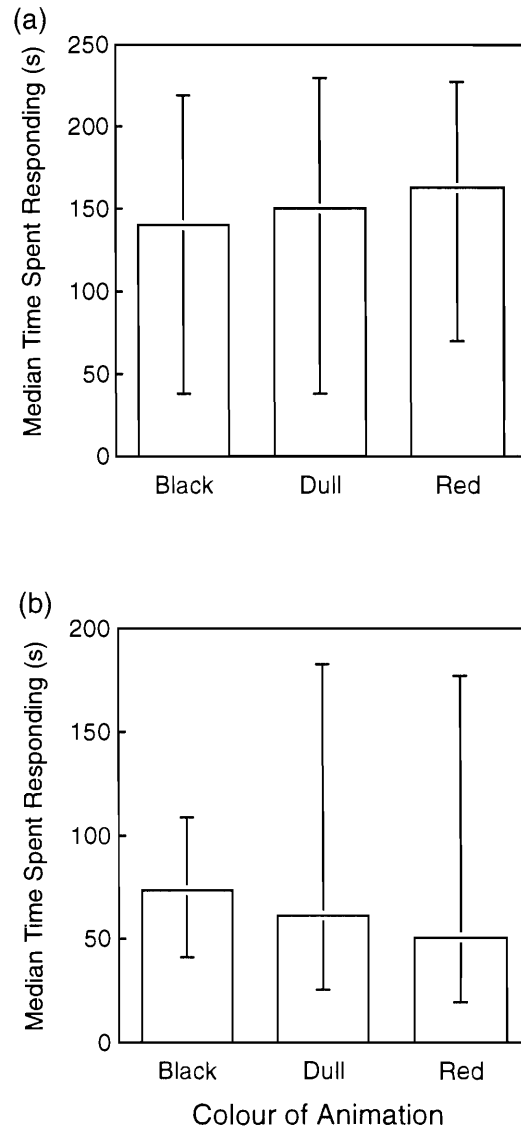 (a)
Median Time Spent Responding (s)
250
200
150
100
50
0
Black Dull Red
(b)
Median Time Spent Responding (s)
200
150
100
50
0
Black Dull Red
Colour of Animation